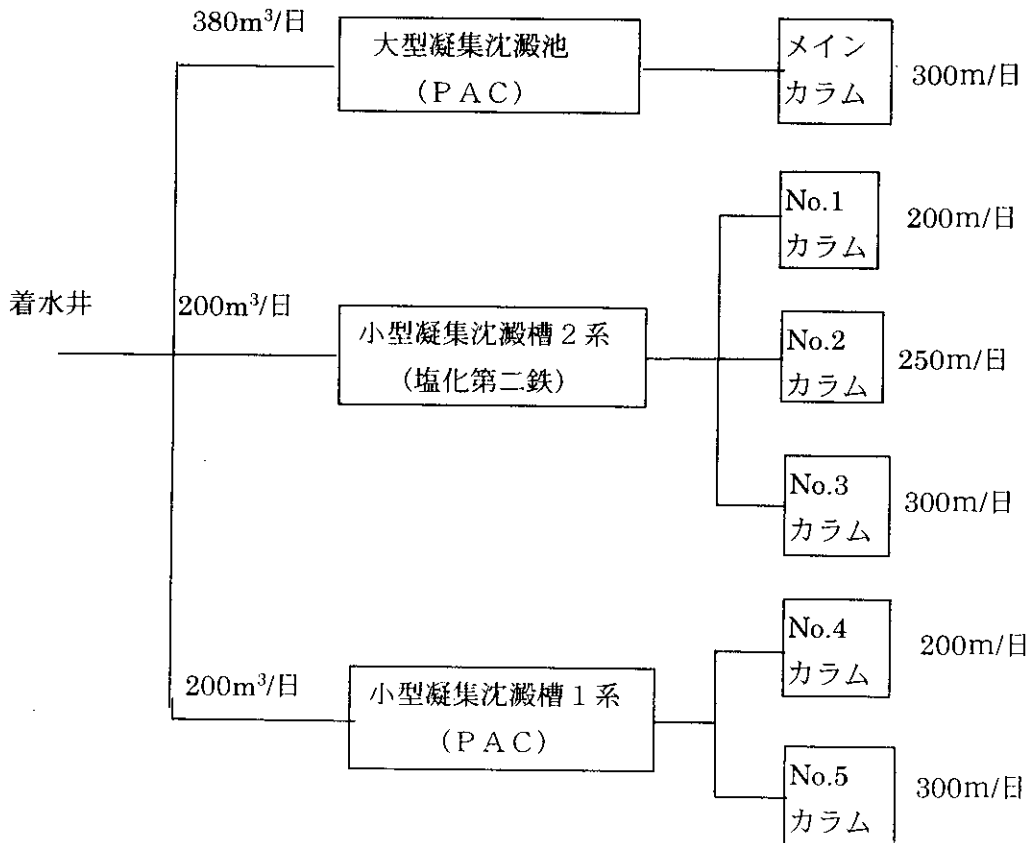 380m³/日
大型凝集沈澱池
(PAC)
メイン
カラム
300m/日
No.1
カラム
200m/日
着水井
200m³/日
小型凝集沈澱槽2系
(塩化第二鉄)
No.2
カラム
250m/日
No.3
カラム
300m/日
200m³/日
小型凝集沈澱槽1系
(PAC)
No.4
カラム
200m/日
No.5
カラム
300m/日